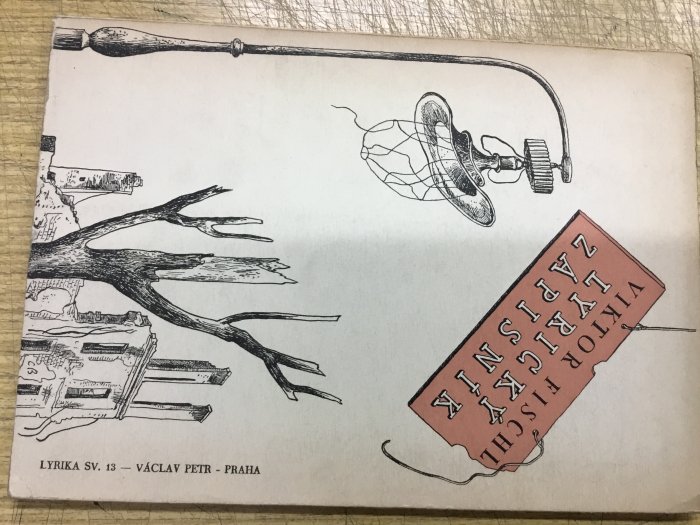 VIKTOR FISCHL
LYRICKÝ
ZÁPISNÍK
LYRIKA SV. 13 — VÁCLAV PETR - PRAHA